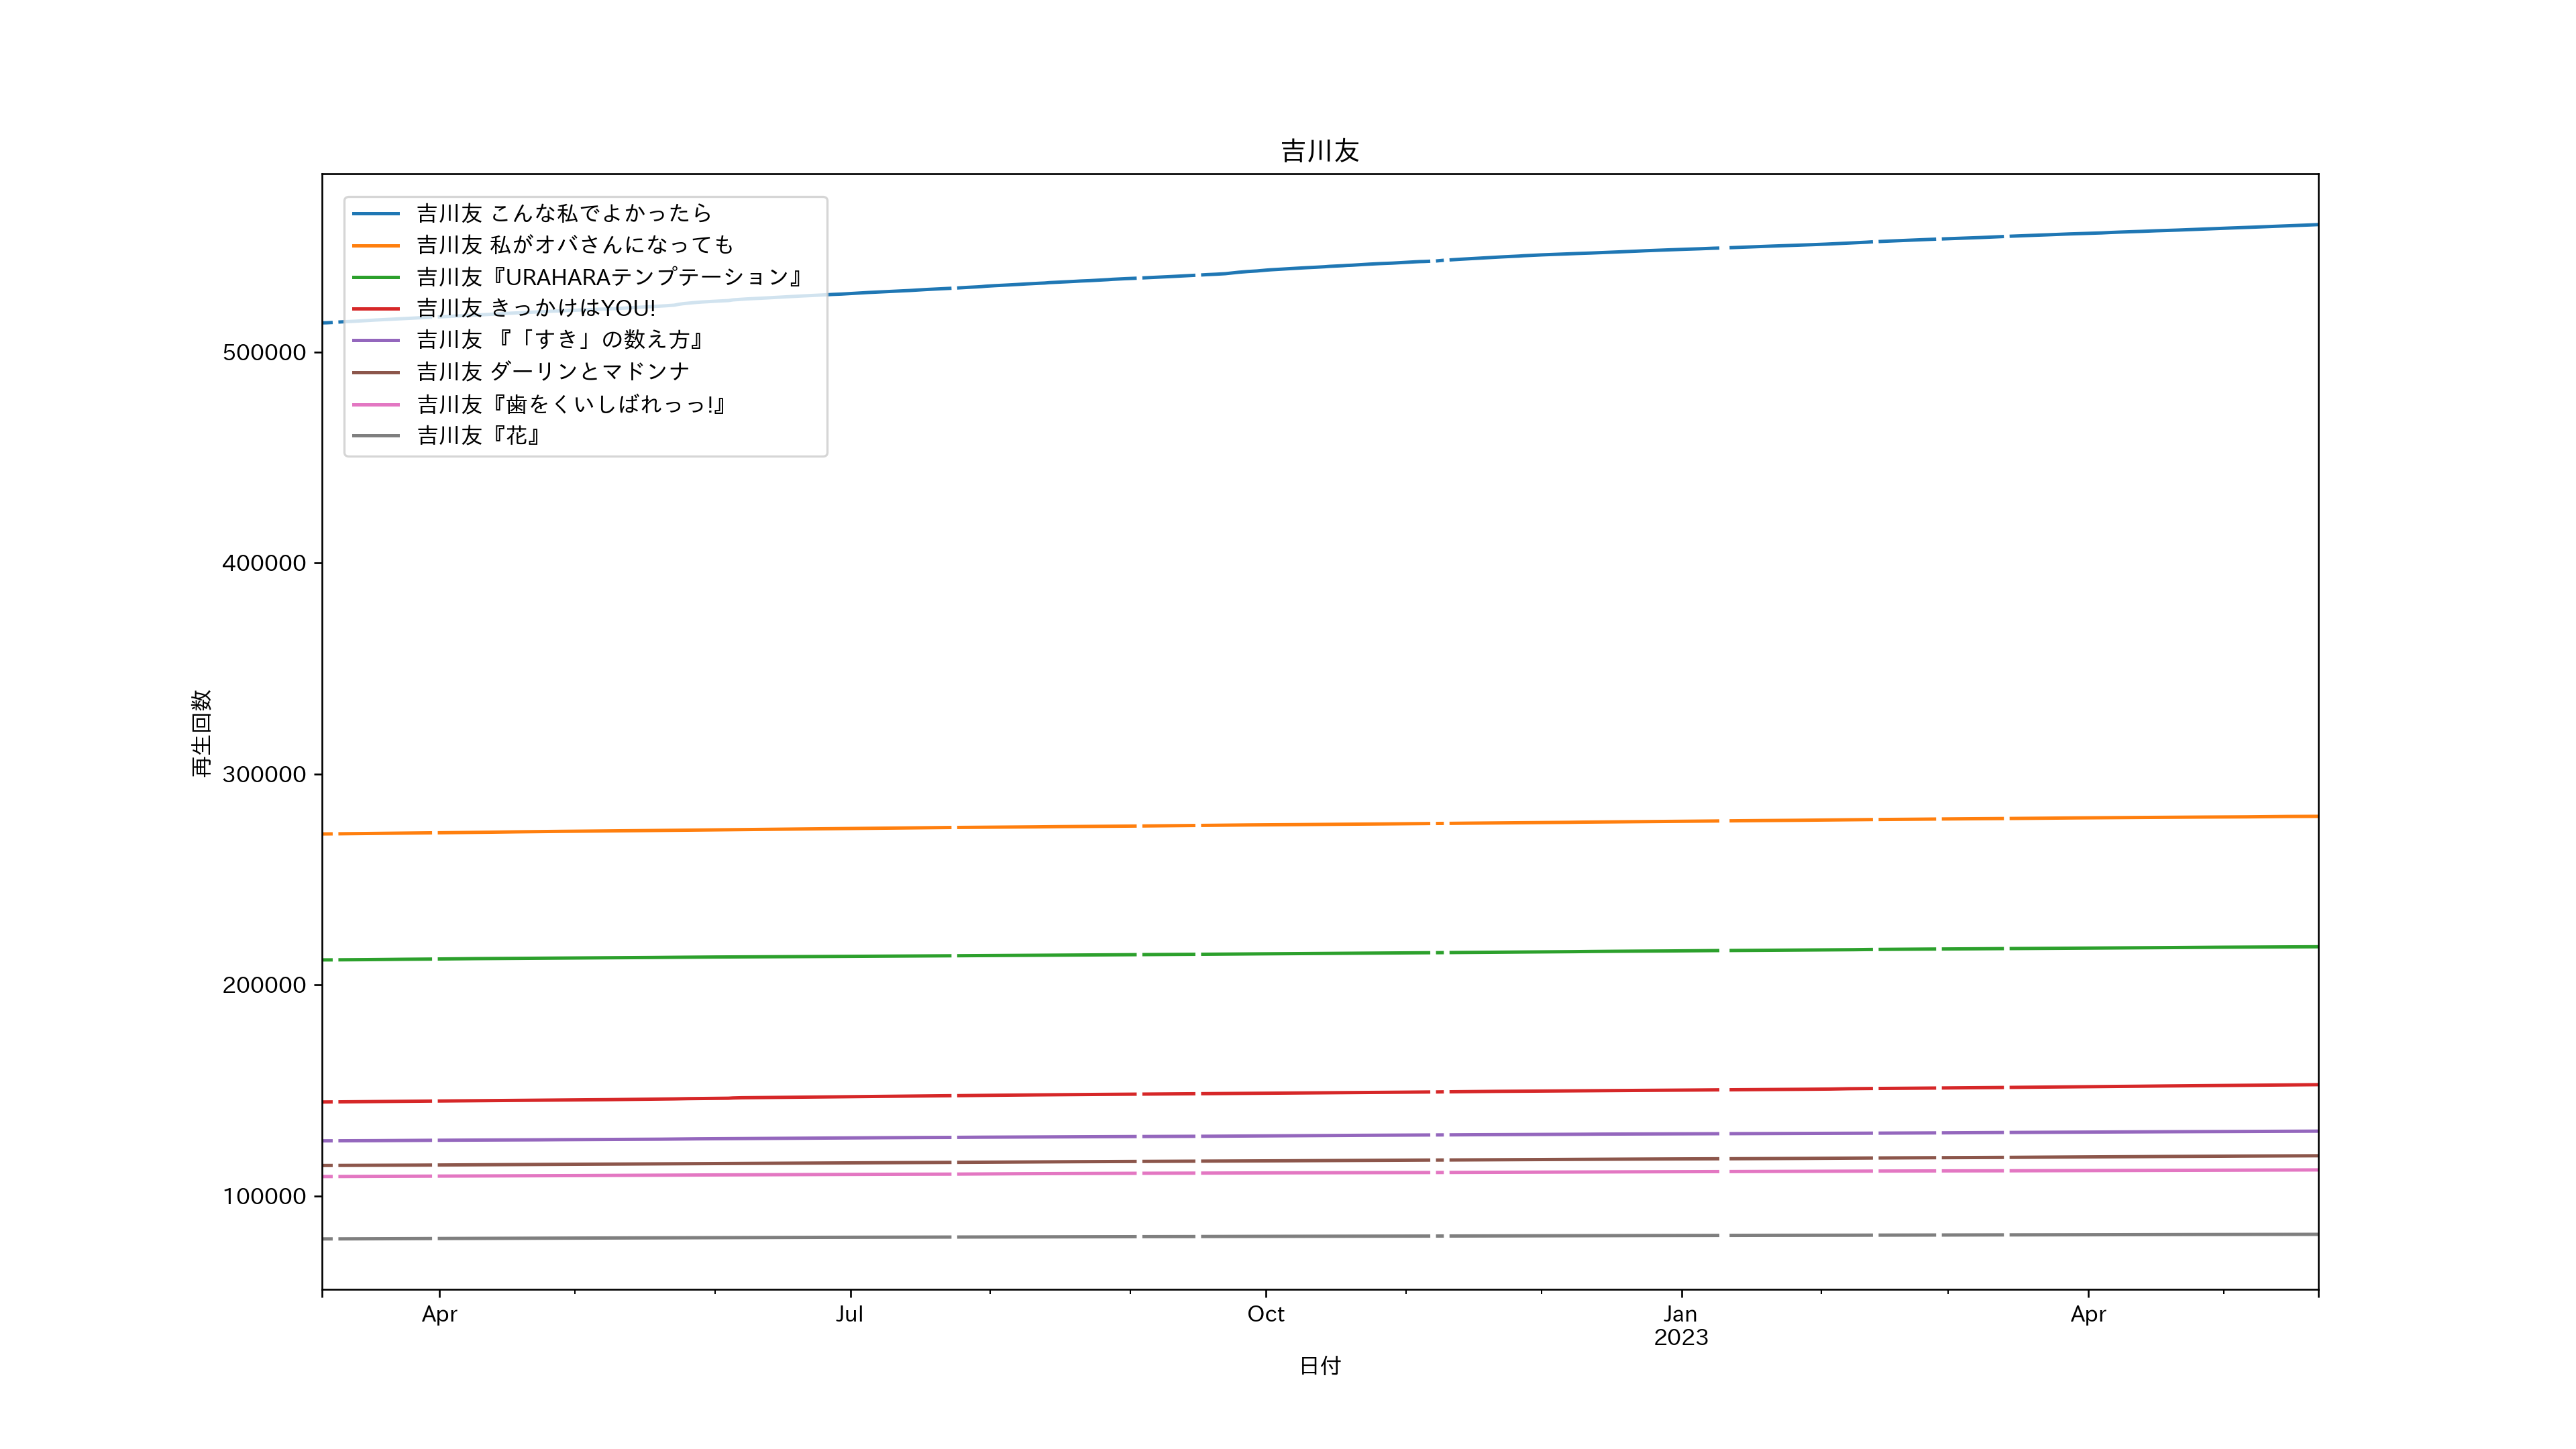 吉川友
吉川友 こんな私でよかったら
吉川友 私がオバさんになっても
吉川友『URAHARAテンプテーション』
吉川友 きっかけはYOU!
吉川友 『「すき」の数え方』
吉川友 ダーリンとマドンナ
吉川友『歯をくいしばれっっ!』
吉川友『花』
再生回数
500000
400000
300000
200000
100000
Apr Jul Oct Jan Apr
2023
日付